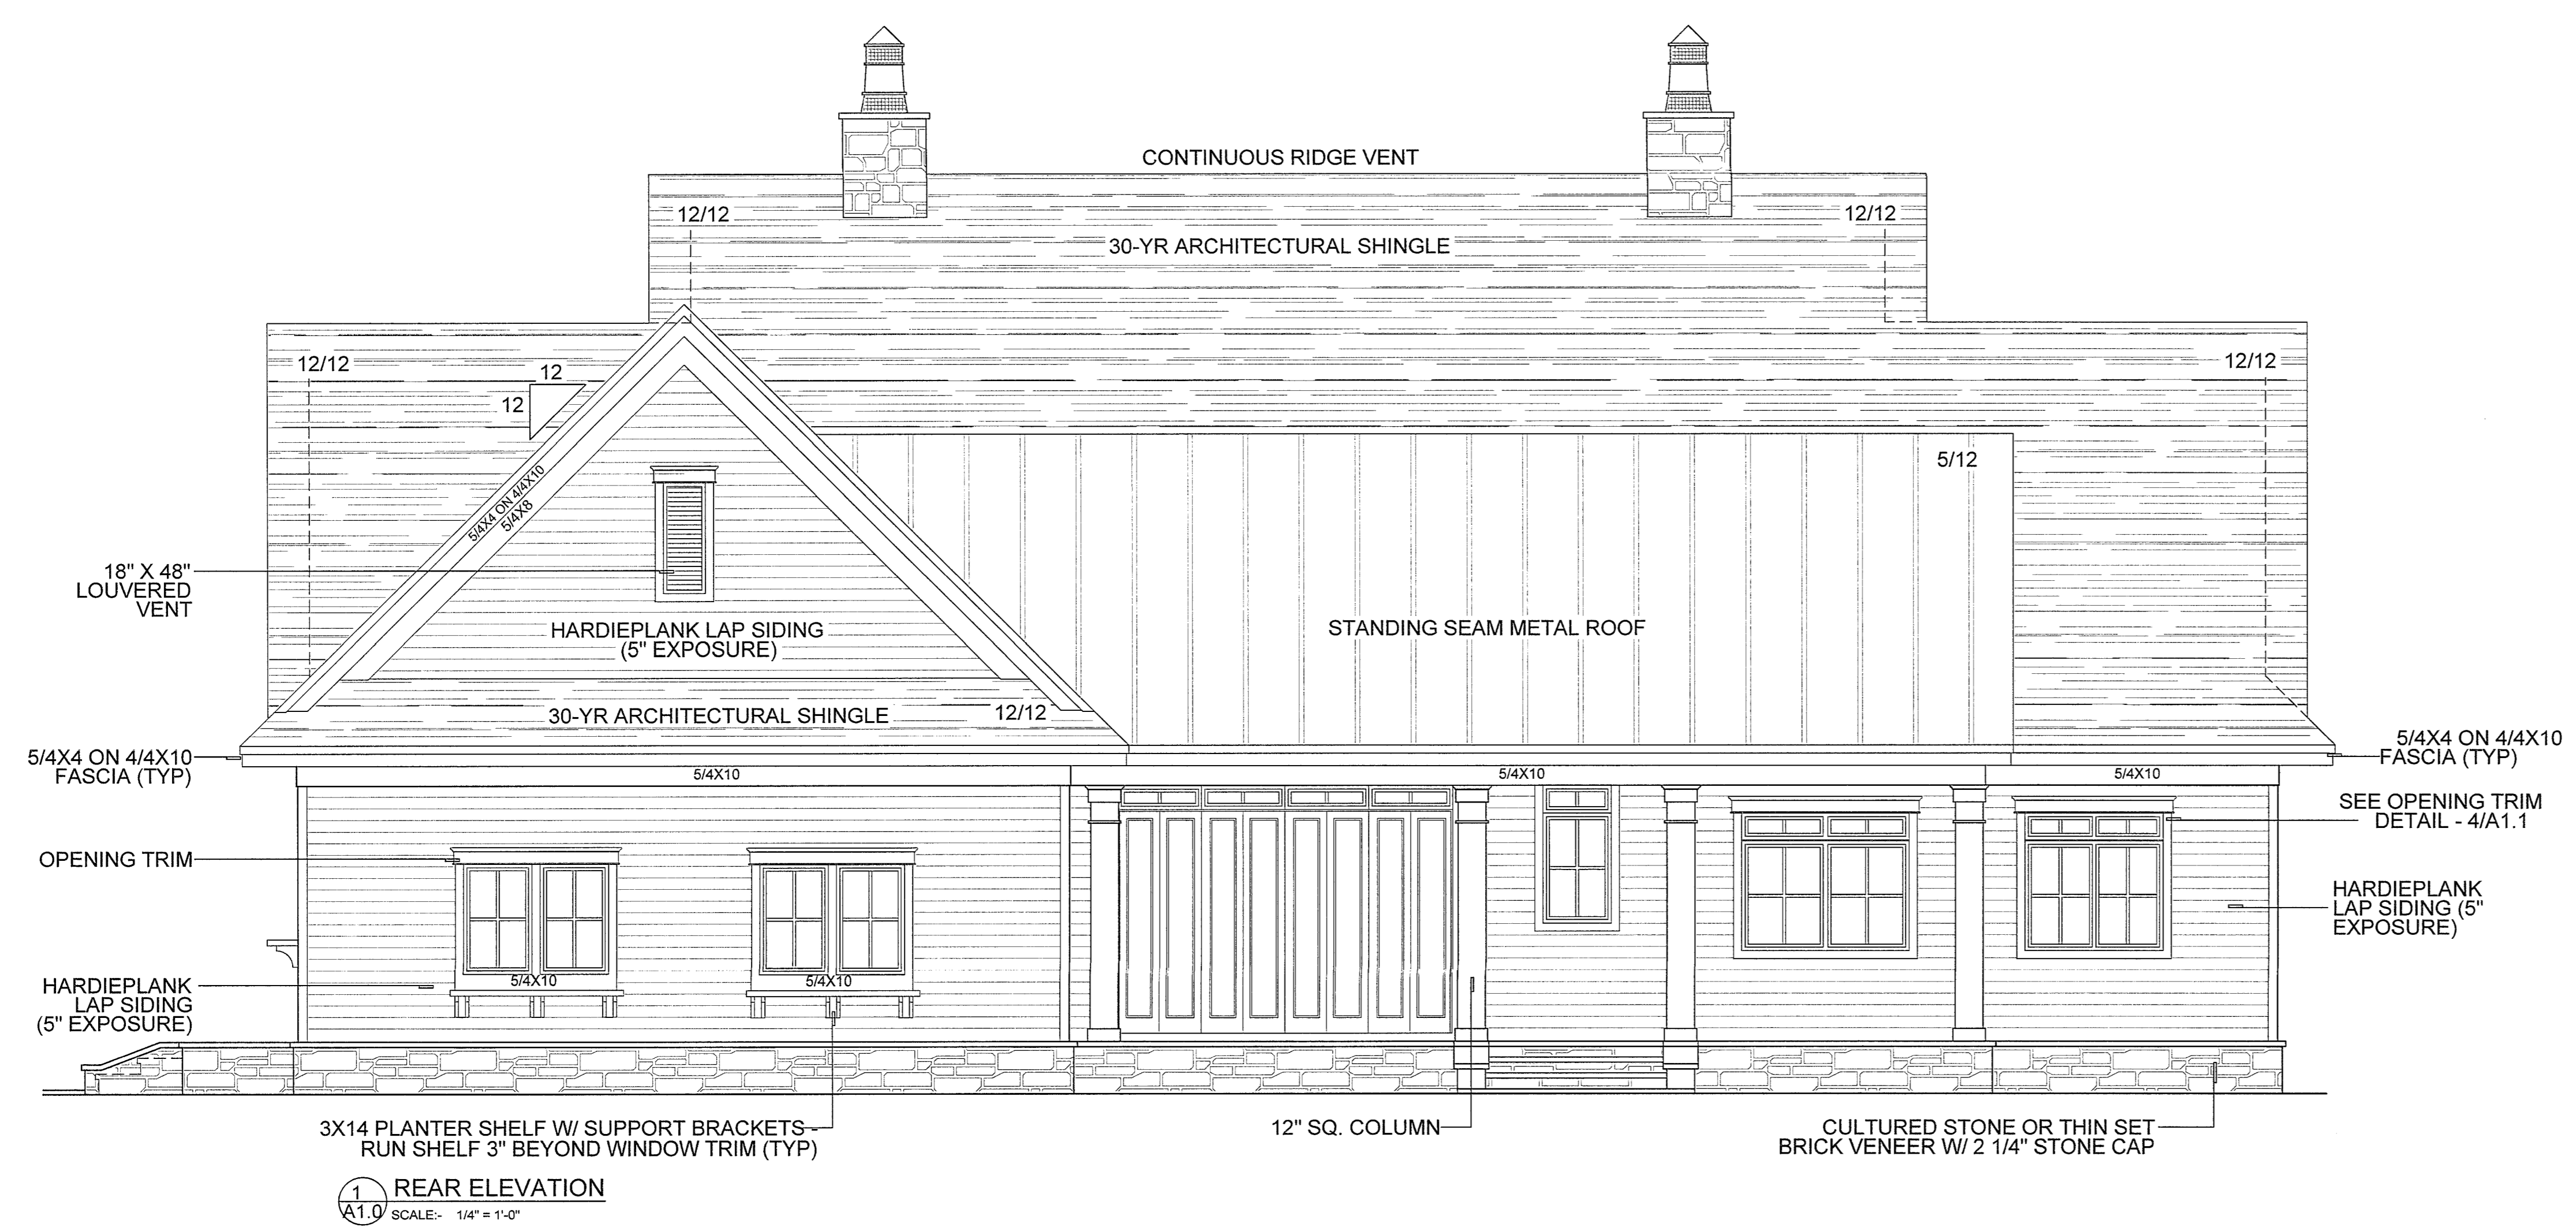 CONTINUOUS RIDGE VENT
12/12
12/12
30-YR ARCHITECTURAL SHINGLE
12/12
12
12
12/12
5/12
5/4X4 ON 4/4X10
5/4X8
18" X 48"
LOUVERED
VENT
HARDIEPLANK LAP SIDING
(5" EXPOSURE)
STANDING SEAM METAL ROOF
30-YR ARCHITECTURAL SHINGLE
12/12
5/4X4 ON 4/4X10
FASCIA (TYP)
5/4X4 ON 4/4X10
FASCIA (TYP)
5/4X10
5/4X10
5/4X10
SEE OPENING TRIM
DETAIL - 4/A1.1
OPENING TRIM
HARDIEPLANK
LAP SIDING (5"
EXPOSURE)
5/4X10
5/4X10
HARDIEPLANK
LAP SIDING
(5" EXPOSURE)
3X14 PLANTER SHELF W/ SUPPORT BRACKETS -
RUN SHELF 3" BEYOND WINDOW TRIM (TYP)
12" SQ. COLUMN
CULTURED STONE OR THIN SET
BRICK VENEER W/ 2 1/4" STONE CAP
1
A1.0
REAR ELEVATION
SCALE:- 1/4" = 1'-0"